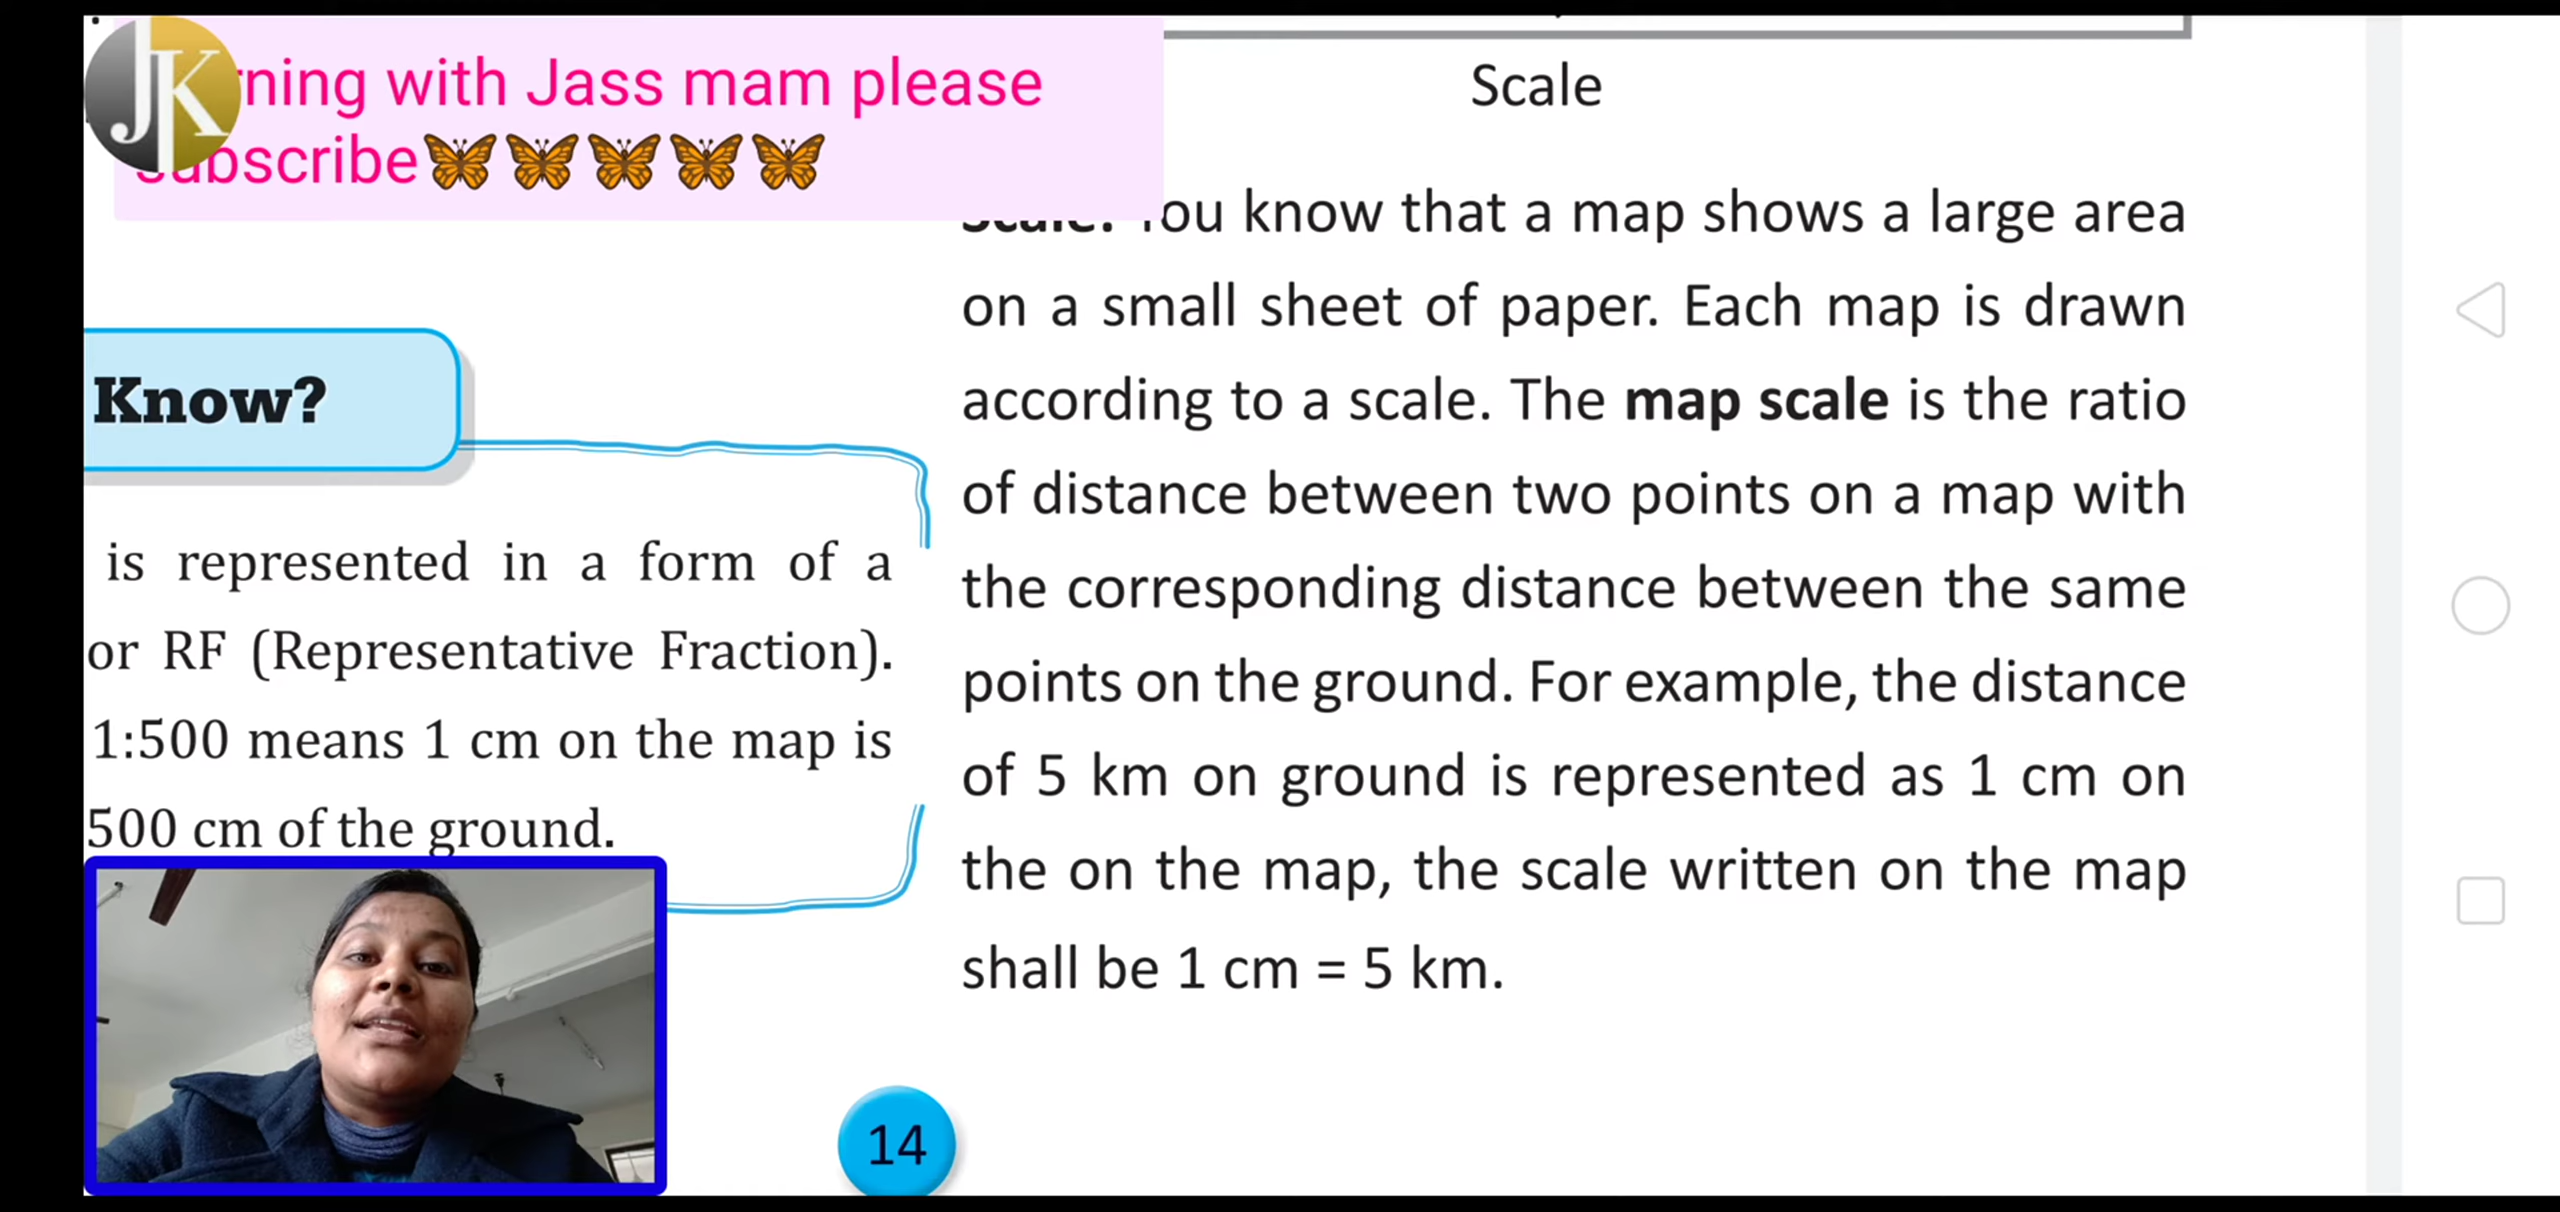 JK
rning with Jass mam please
subscribe🦋🦋🦋🦋🦋
Scale
Scale: You know that a map shows a large area
on a small sheet of paper. Each map is drawn
according to a scale. The map scale is the ratio
of distance between two points on a map with
the corresponding distance between the same
points on the ground. For example, the distance
of 5 km on ground is represented as 1 cm on
the on the map, the scale written on the map
shall be 1 cm = 5 km.
Know?
is represented in a form of a
or RF (Representative Fraction).
1:500 means 1 cm on the map is
500 cm of the ground.
14